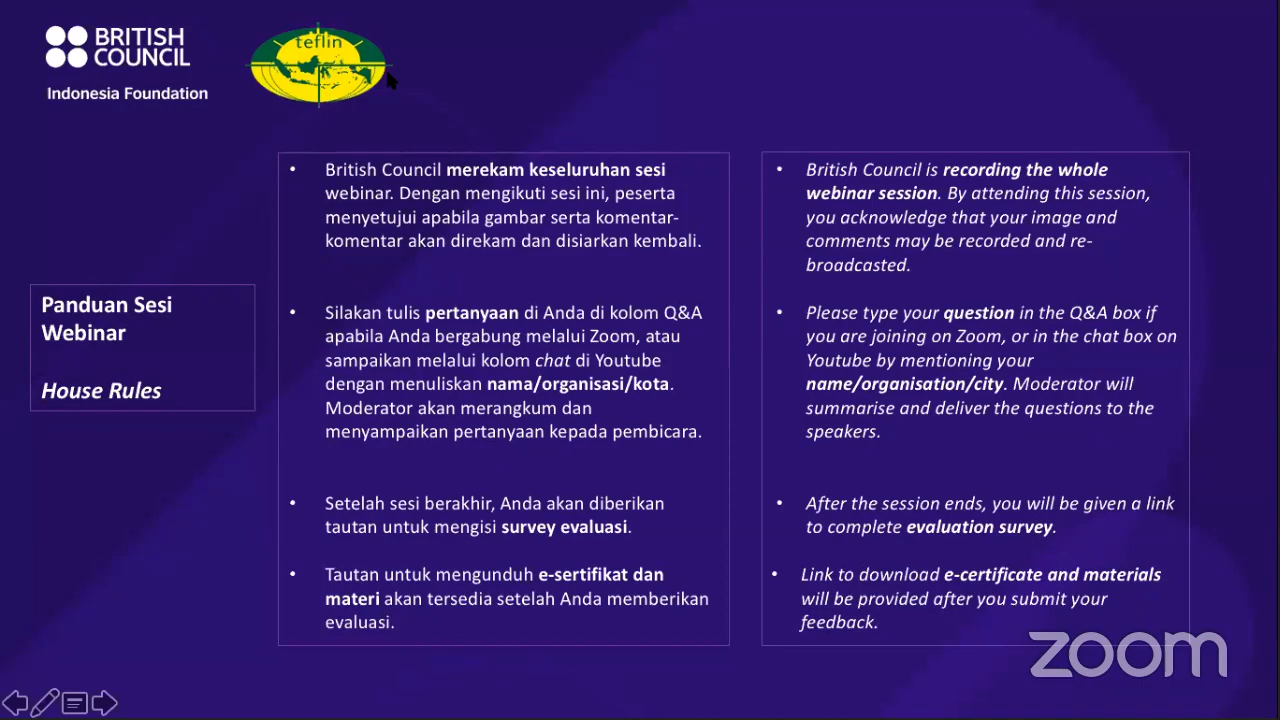 BRITISH
COUNCIL
Indonesia Foundation
teflin
Panduan Sesi
Webinar
House Rules
• British Council merekam keseluruhan sesi
webinar. Dengan mengikuti sesi ini, peserta
menyetujui apabila gambar serta komentar-
komentar akan direkam dan disiarkan kembali.
• Silakan tulis pertanyaan di Anda di kolom Q&A
apabila Anda bergabung melalui Zoom, atau
sampaikan melalui kolom chat di Youtube
dengan menuliskan nama/organisasi/kota.
Moderator akan merangkum dan
menyampaikan pertanyaan kepada pembicara.
• Setelah sesi berakhir, Anda akan diberikan
tautan untuk mengisi survey evaluasi.
• Tautan untuk mengunduh e-sertifikat dan
materi akan tersedia setelah Anda memberikan
evaluasi.
• British Council is recording the whole
webinar session. By attending this session,
you acknowledge that your image and
comments may be recorded and re-
broadcasted.
• Please type your question in the Q&A box if
you are joining on Zoom, or in the chat box on
Youtube by mentioning your
name/organisation/city. Moderator will
summarise and deliver the questions to the
speakers.
• After the session ends, you will be given a link
to complete evaluation survey.
• Link to download e-certificate and materials
will be provided after you submit your
feedback.
zoom